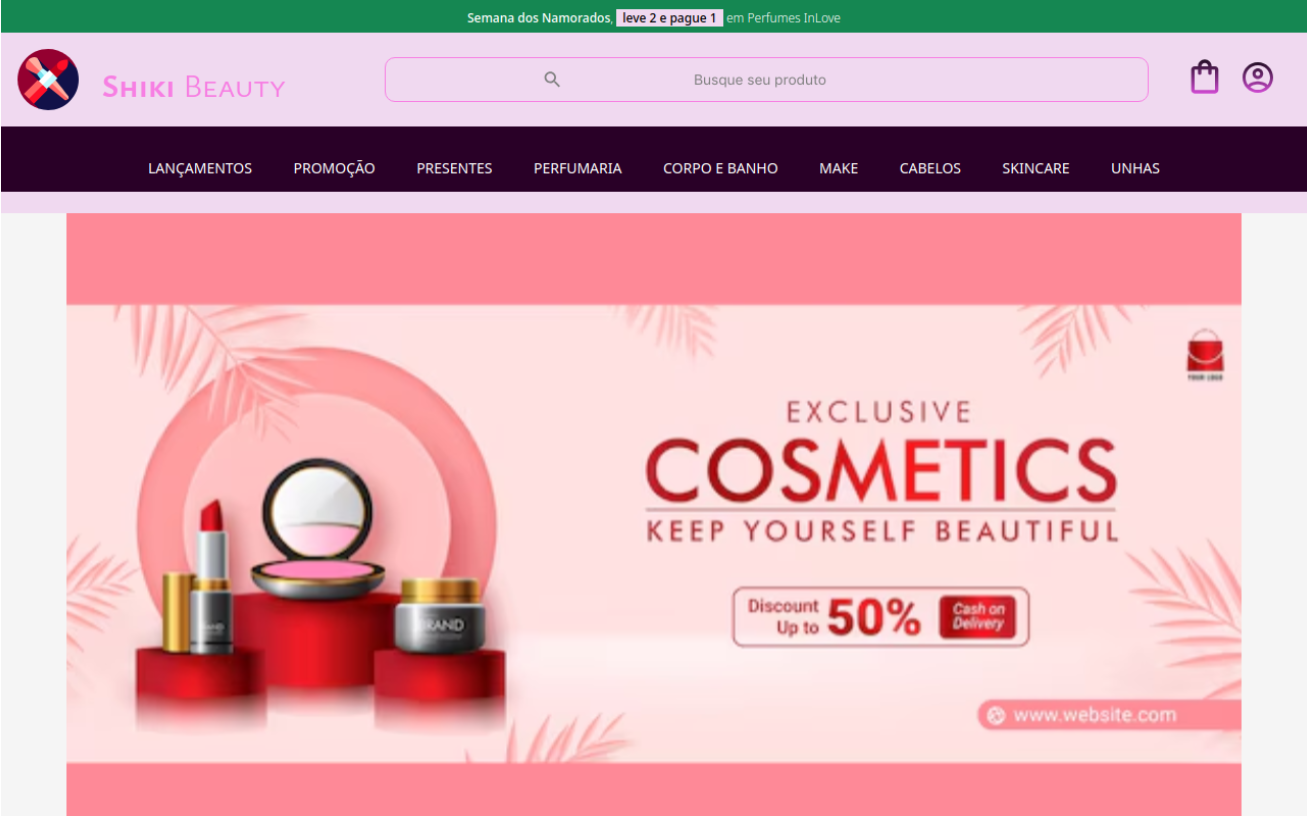 Semana dos Namorados, leve 2 e pague 1 em Perfumes InLove
SHIKI BEAUTY
Busque seu produto
LANÇAMENTOS PROMOÇÃO PRESENTES PERFUMARIA CORPO E BANHO MAKE CABELOS SKINCARE UNHAS
YOUR LOGO
EXCLUSIVE
COSMETICS
KEEP YOURSELF BEAUTIFUL
Discount
Up to
50%
Cash on
Delivery
BRAND
www.website.com